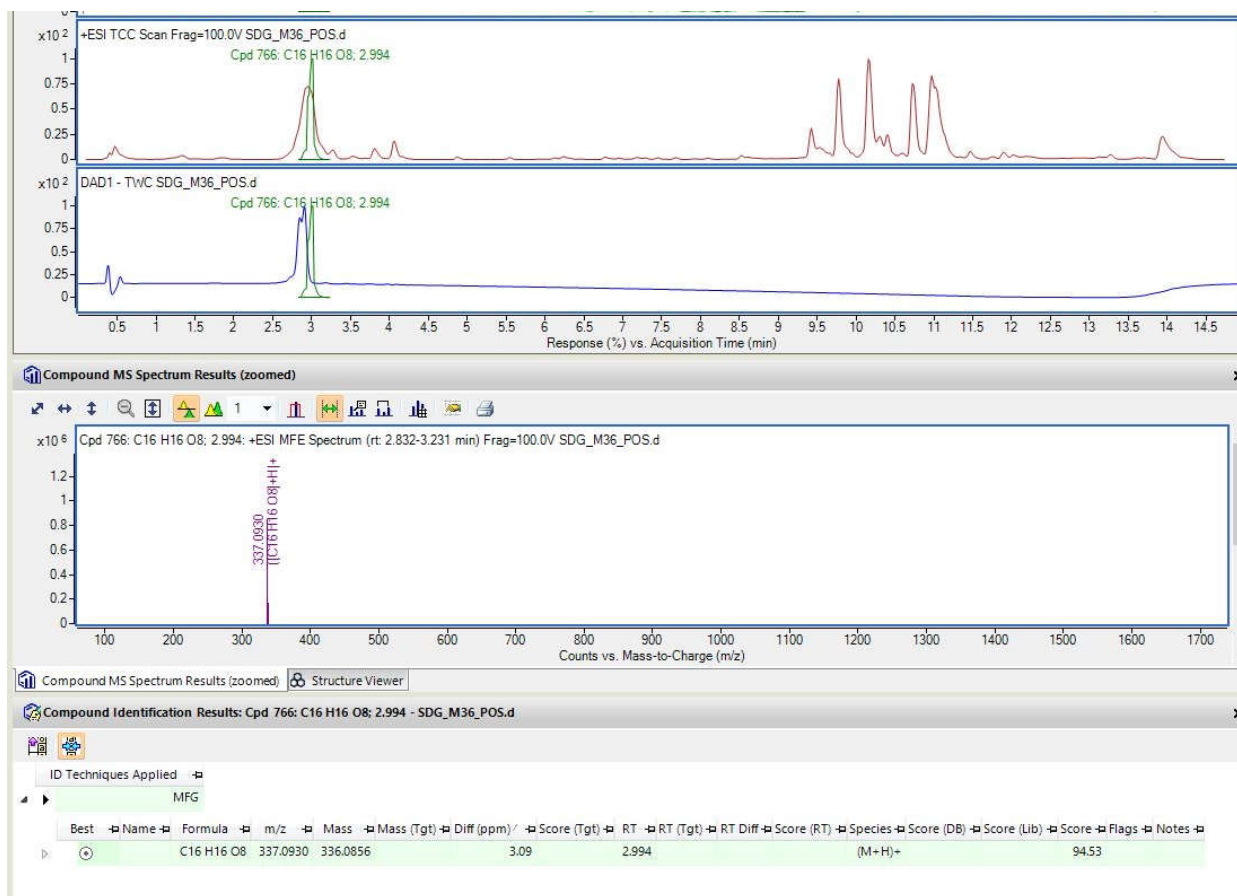 x10 2 +ESI TCC Scan Frag=100.0V SDG_M36_POS.d
Cpd 766: C16 H16 O8; 2.994
1
0.75
0.5
0.25
0
x10 2 DAD1 - TWC SDG_M36_POS.d
Cpd 766: C16 H16 O8; 2.994
1
0.75
0.5
0.25
0
0.5 1 1.5 2 2.5 3 3.5 4 4.5 5 5.5 6 6.5 7 7.5 8 8.5 9 9.5 10 10.5 11 11.5 12 12.5 13 13.5 14 14.5
Response (%) vs. Acquisition Time (min)
Compound MS Spectrum Results (zoomed)
1
x10 6 Cpd 766: C16 H16 O8; 2.994: +ESI MFE Spectrum (rt: 2.832-3.231 min) Frag=100.0V SDG_M36_POS.d
1.2
1
0.8
0.6
0.4
0.2
0
337.0930
([C16 H16 O8]+H)+
100 200 300 400 500 600 700 800 900 1000 1100 1200 1300 1400 1500 1600 1700
Counts vs. Mass-to-Charge (m/z)
Compound MS Spectrum Results (zoomed) Structure Viewer
Compound Identification Results: Cpd 766: C16 H16 O8; 2.994 - SDG_M36_POS.d
ID Techniques Applied
MFG
Best Name Formula m/z Mass Mass (Tgt) Diff (ppm) Score (Tgt) RT RT (Tgt) RT Diff Score (RT) Species Score (DB) Score (Lib) Score Flags Notes
C16 H16 O8 337.0930 336.0856 3.09 2.994 (M+H)+ 94.53